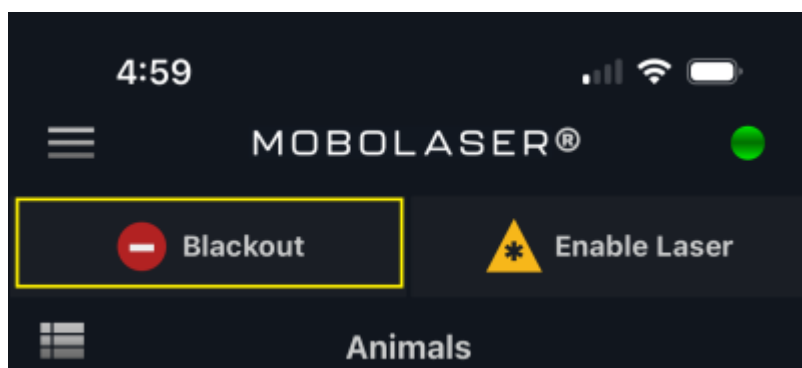 4:59
MOBOLASER®
Blackout
Enable Laser
Animals